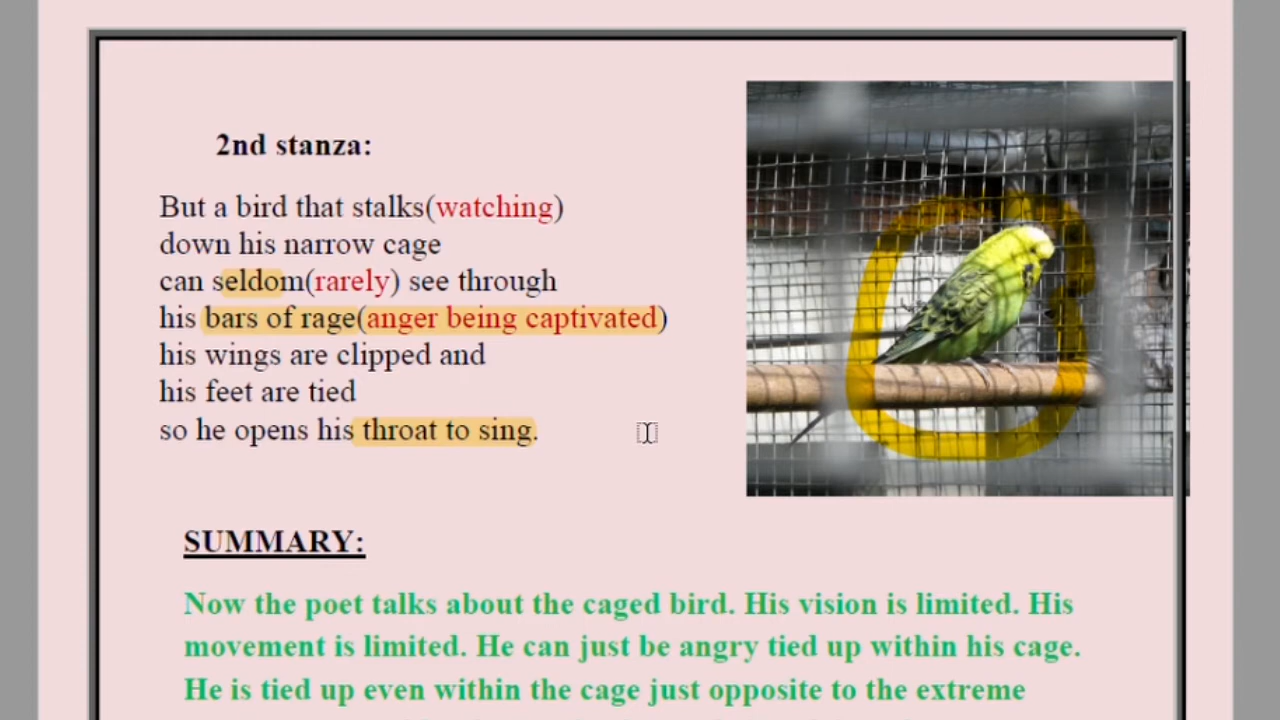 2nd stanza:
But a bird that stalks(watching)
down his narrow cage
can seldom(rarely) see through
his bars of rage(anger being captivated)
his wings are clipped and
his feet are tied
so he opens his throat to sing.
SUMMARY:
Now the poet talks about the caged bird. His vision is limited. His
movement is limited. He can just be angry tied up within his cage.
He is tied up even within the cage just opposite to the extreme